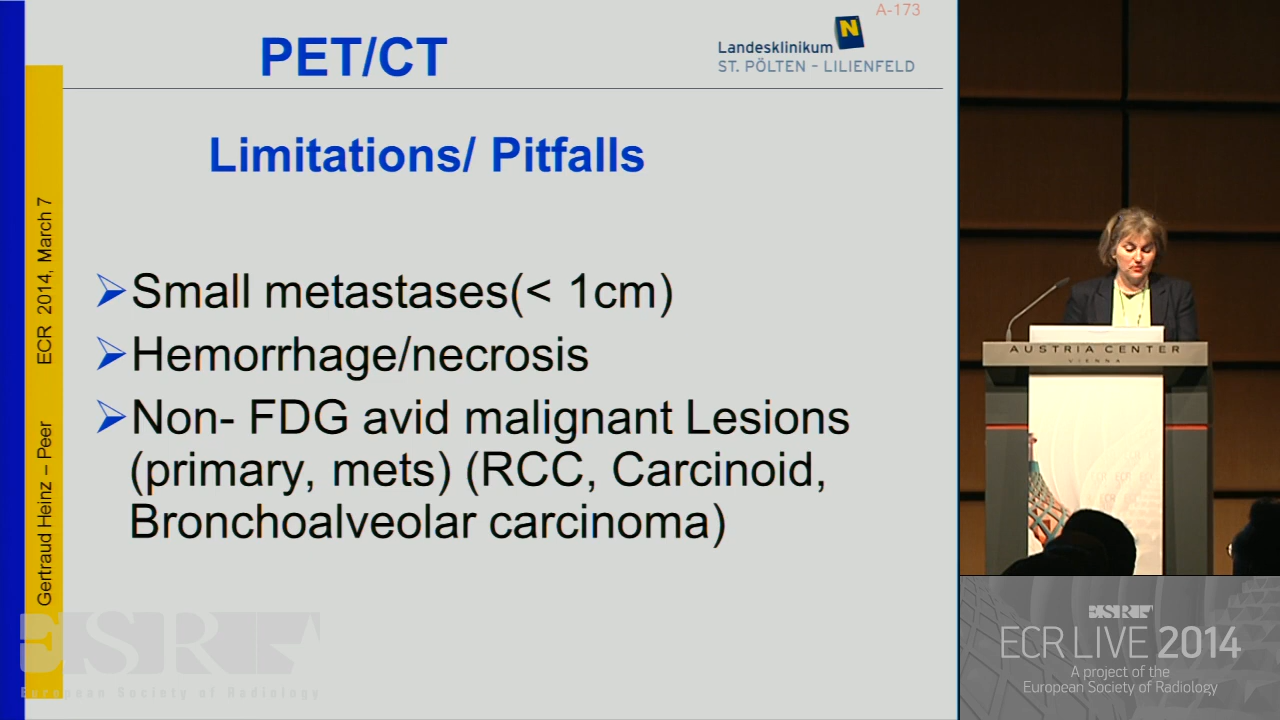 A-173
PET/CT
N
Landesklinikum
ST. PÖLTEN – LILIENFELD
Limitations/ Pitfalls
➢Small metastases(< 1cm)
➢Hemorrhage/necrosis
➢Non- FDG avid malignant Lesions
(primary, mets) (RCC, Carcinoid,
Bronchoalveolar carcinoma)
Gertraud Heinz – Peer ECR 2014, March 7
ESR
European Society of Radiology
AUSTRIA CENTER
VIENNA
ESR
ECR LIVE 2014
A project of the
European Society of Radiology